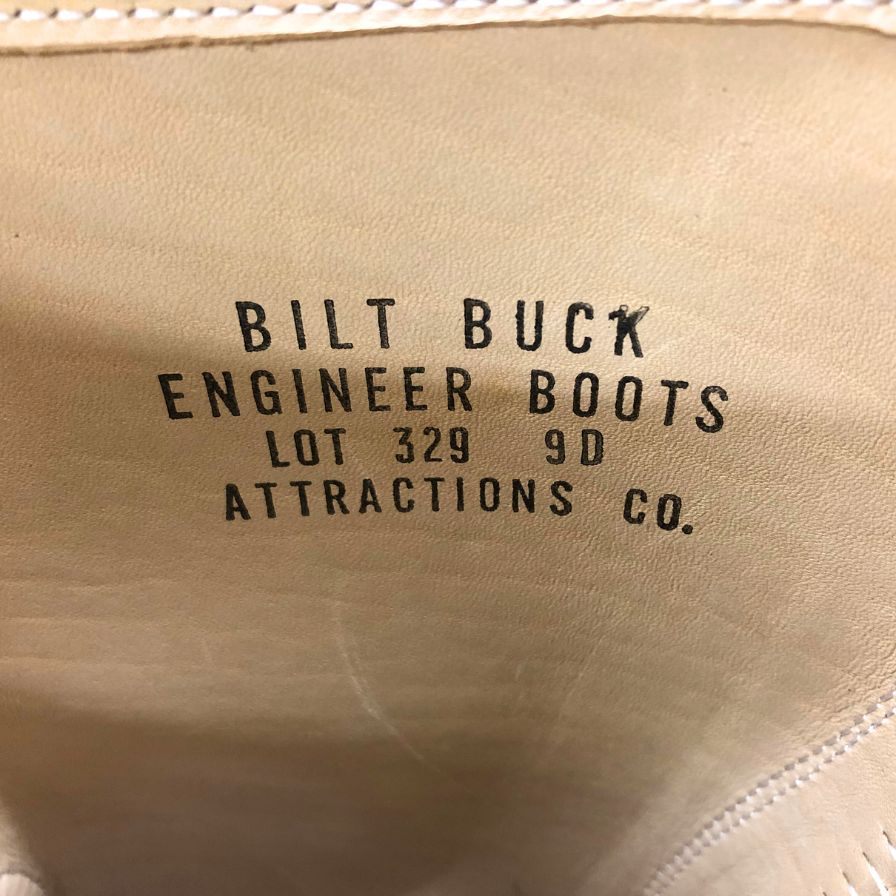 BILT BUCK
ENGINEER BOOTS
LOT 329 9D
ATTRACTIONS CO.